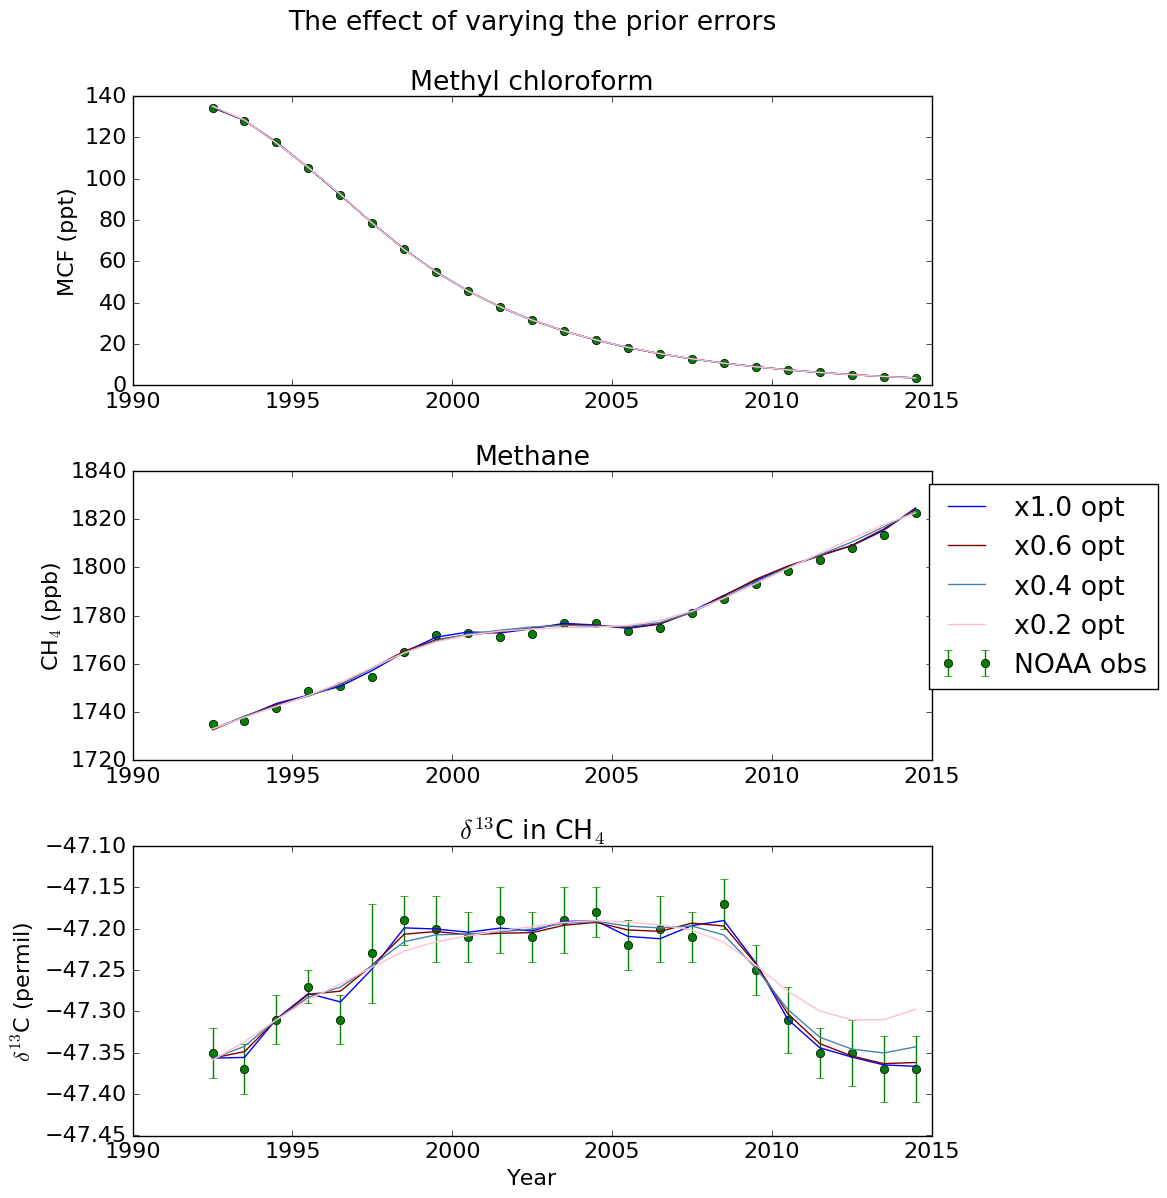 The effect of varying the prior errors
Methyl chloroform
MCF (ppt)
140
120
100
80
60
40
20
0
1990 1995 2000 2005 2010 2015
Methane
CH₄ (ppb)
1840
1820
1800
1780
1760
1740
1720
1990 1995 2000 2005 2010 2015
x1.0 opt
x0.6 opt
x0.4 opt
x0.2 opt
NOAA obs
δ¹³C in CH₄
δ¹³C (permil)
−47.10
−47.15
−47.20
−47.25
−47.30
−47.35
−47.40
−47.45
1990 1995 2000 2005 2010 2015
Year